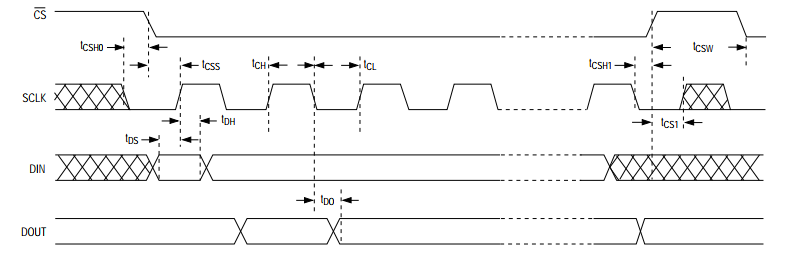 CS
tCSH0
tCSS
tCH
tCL
tCSH1
tCSW
SCLK
tDH
tCS1
tDS
DIN
tDO
DOUT